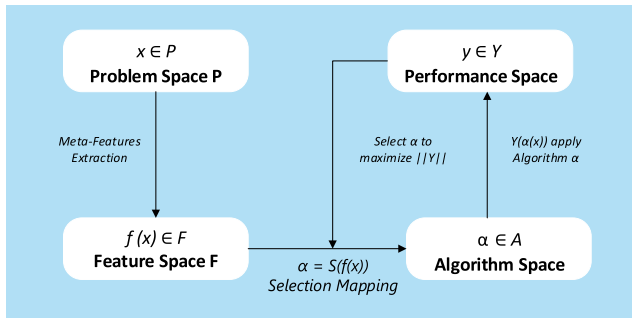 x ∈ P
Problem Space P
y ∈ Y
Performance Space
Meta-Features
Extraction
Select α to
maximize ||Y||
Y(α(x)) apply
Algorithm α
f (x) ∈ F
Feature Space F
α = S(f(x))
Selection Mapping
α ∈ A
Algorithm Space